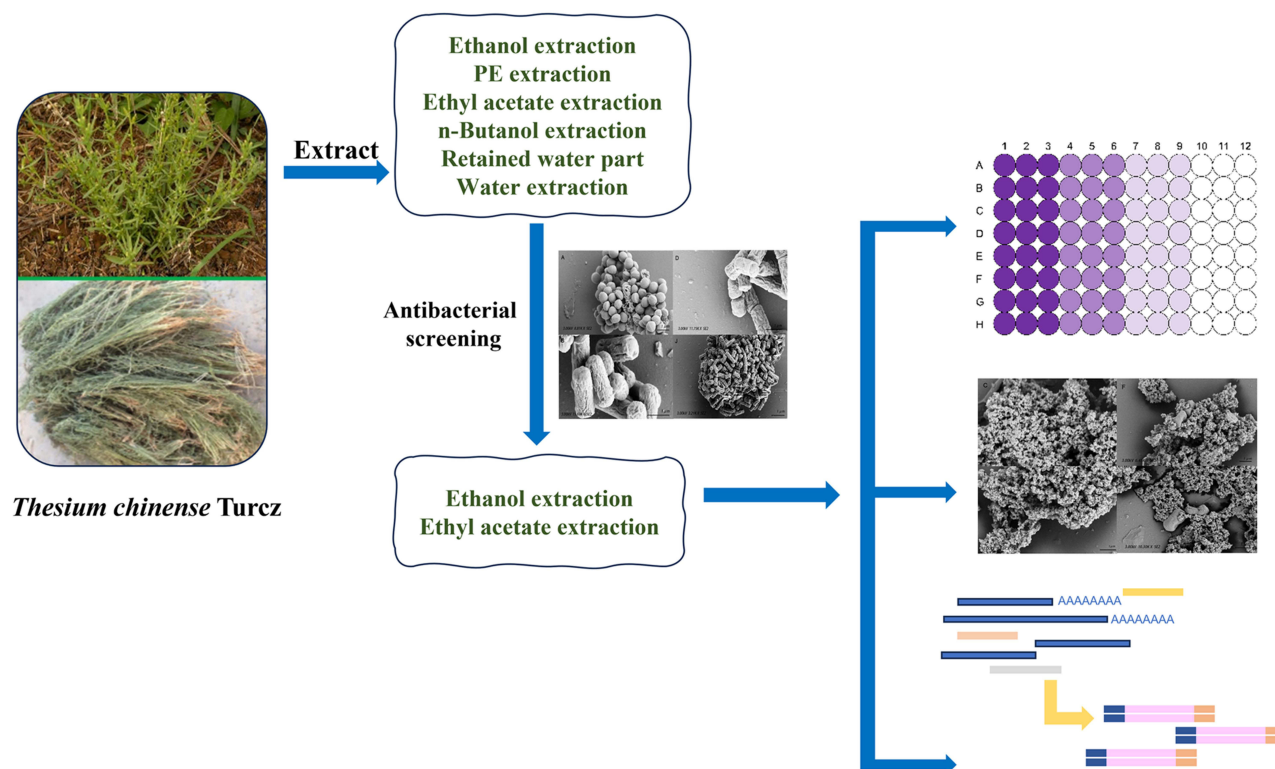 Extract
Ethanol extraction
PE extraction
Ethyl acetate extraction
n-Butanol extraction
Retained water part
Water extraction
Thesium chinense Turcz
Antibacterial
screening
A
D
J
Ethanol extraction
Ethyl acetate extraction
1 2 3 4 5 6 7 8 9 10 11 12
A
B
C
D
E
F
G
H
F
AAAAAAAA
AAAAAAAA